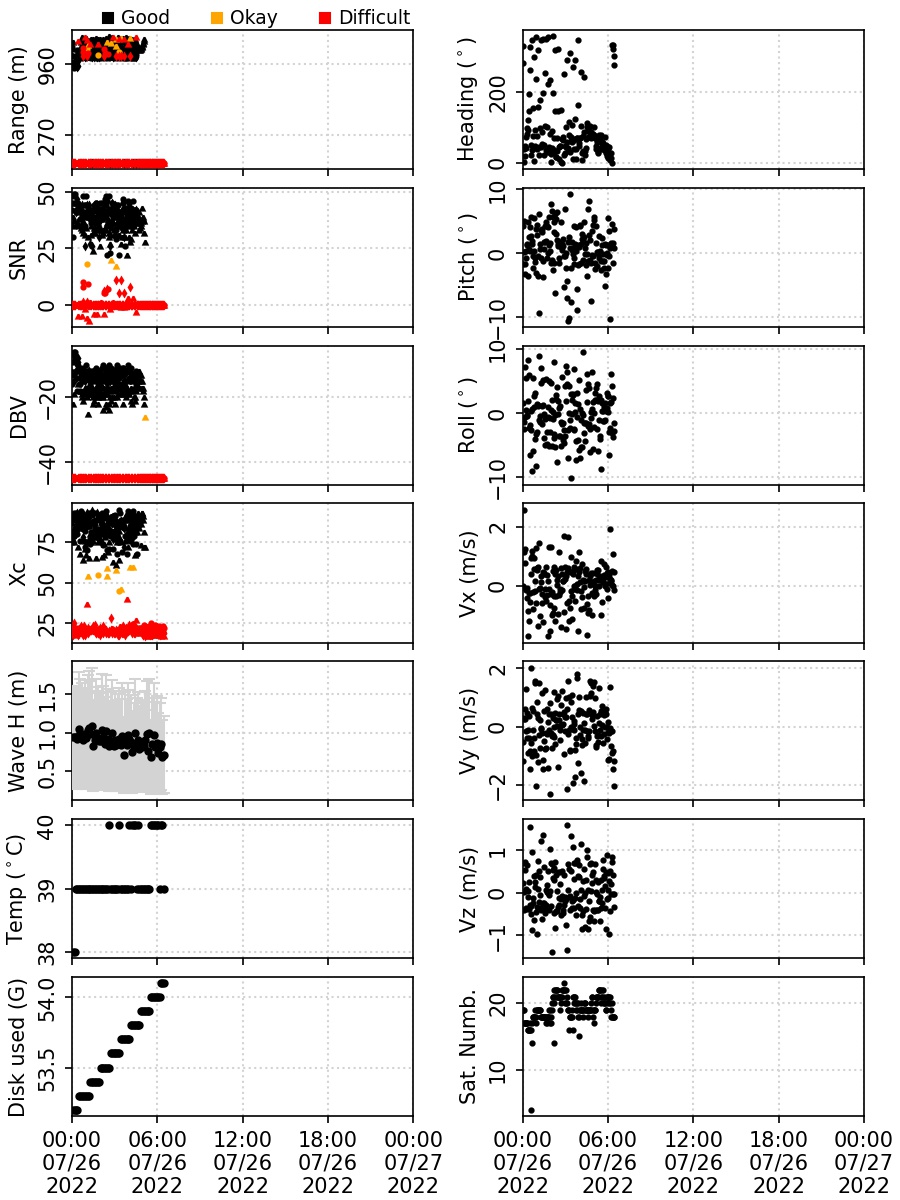 Good Okay Difficult
Range (m)
960
270
Heading (°)
200
0
SNR
50
25
0
Pitch (°)
10
0
−10
DBV
−20
−40
Roll (°)
10
0
−10
Xc
75
50
25
Vx (m/s)
2
0
Wave H (m)
1.5
1.0
0.5
Vy (m/s)
2
0
−2
Temp (°C)
40
39
38
Vz (m/s)
1
0
−1
Disk used (G)
54.0
53.5
Sat. Numb.
20
10
00:00 06:00 12:00 18:00 00:00
07/26 07/26 07/26 07/26 07/27
2022 2022 2022 2022 2022
00:00 06:00 12:00 18:00 00:00
07/26 07/26 07/26 07/26 07/27
2022 2022 2022 2022 2022